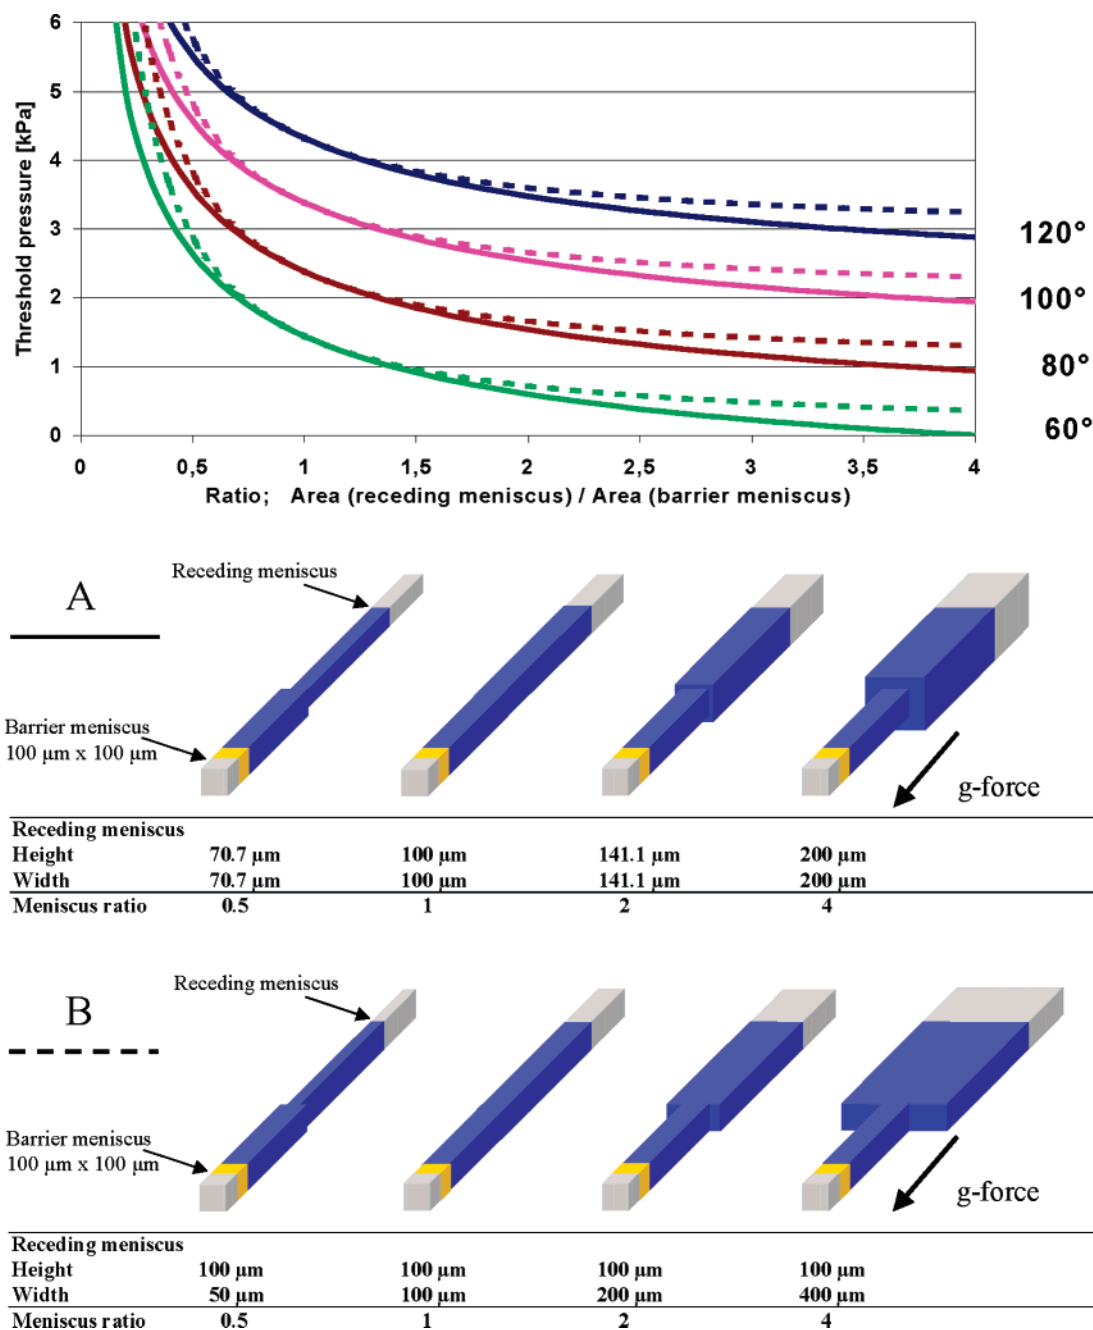 6
5
4
3
2
1
0
Threshold pressure [kPa]
120°
100°
80°
60°
0 0,5 1 1,5 2 2,5 3 3,5 4
Ratio; Area (receding meniscus) / Area (barrier meniscus)
A
Receding meniscus
Barrier meniscus
100 µm x 100 µm
g-force
Receding meniscus
Height 70.7 µm 100 µm 141.1 µm 200 µm
Width 70.7 µm 100 µm 141.1 µm 200 µm
Meniscus ratio 0.5 1 2 4
B
Receding meniscus
Barrier meniscus
100 µm x 100 µm
g-force
Receding meniscus
Height 100 µm 100 µm 100 µm 100 µm
Width 50 µm 100 µm 200 µm 400 µm
Meniscus ratio 0.5 1 2 4